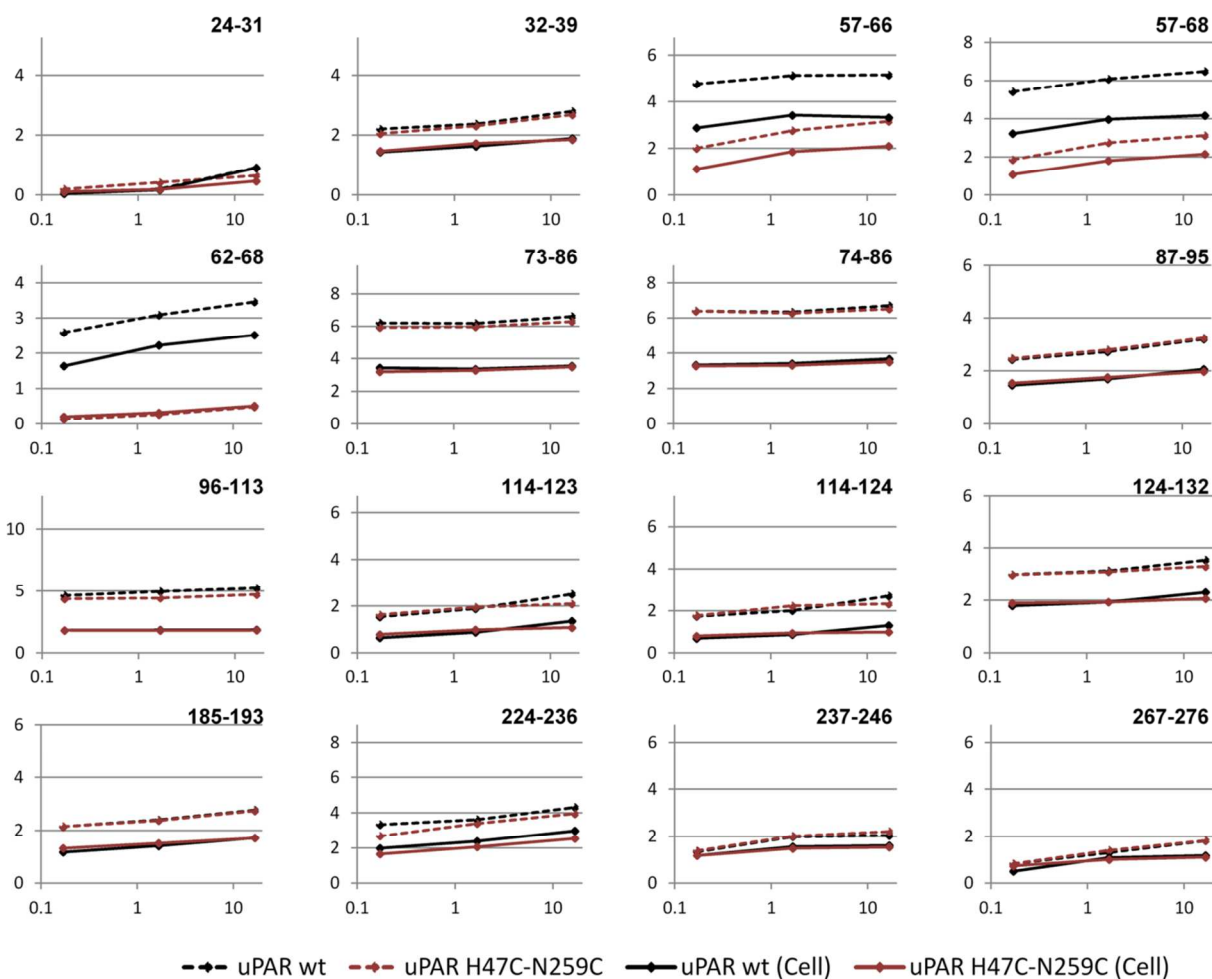 24-31 32-39 57-66 57-68
4 4 6 8
2 2 4 6
0 0 2 4
0 2
0
0.1 1 10 0.1 1 10 0.1 1 10 0.1 1 10
62-68 73-86 74-86 87-95
4 8 8 6
3 6 6 4
2 4 4 2
1 2 2 0
0 0 0
0.1 1 10 0.1 1 10 0.1 1 10 0.1 1 10
96-113 114-123 114-124 124-132
10 6 6 6
5 4 4 4
0 2 2 2
0 0 0
0.1 1 10 0.1 1 10 0.1 1 10 0.1 1 10
185-193 224-236 237-246 267-276
6 8 6 6
4 6 4 4
2 4 2 2
0 2 0 0
0
0.1 1 10 0.1 1 10 0.1 1 10 0.1 1 10
uPAR wt uPAR H47C-N259C uPAR wt (Cell) uPAR H47C-N259C (Cell)